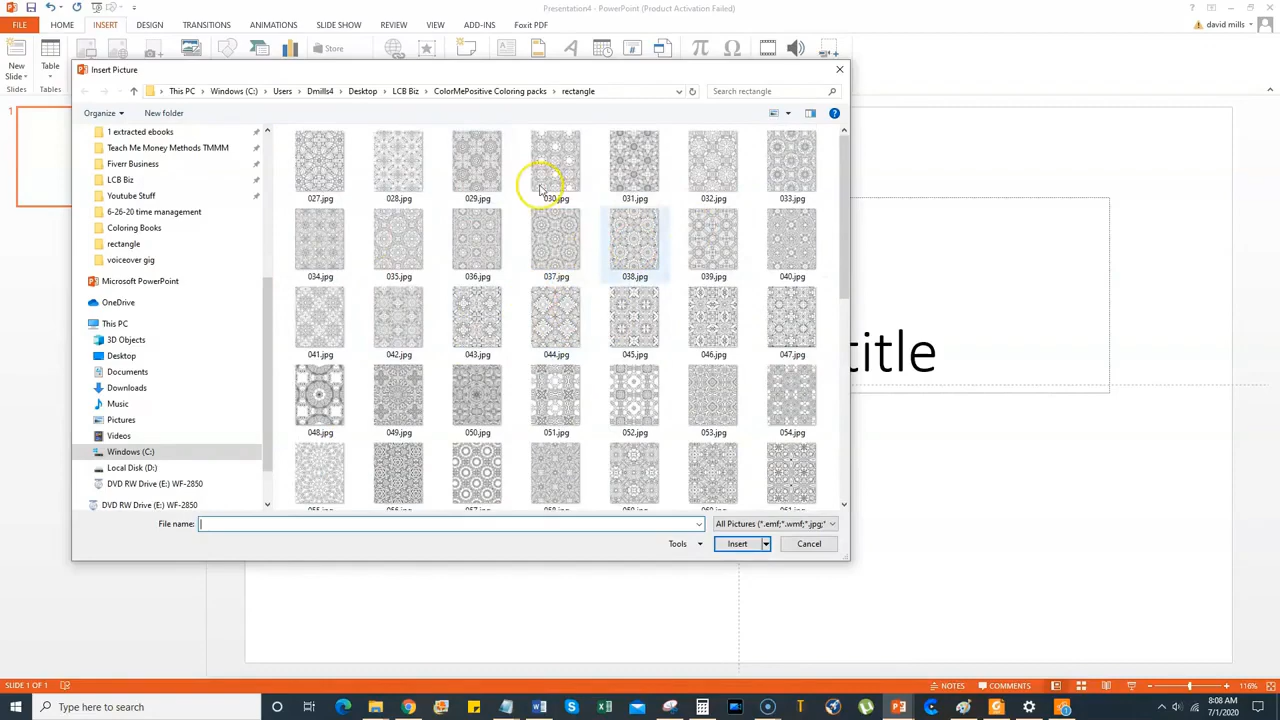 Presentation4 - PowerPoint (Product Activation Failed)
FILE HOME INSERT DESIGN TRANSITIONS ANIMATIONS SLIDE SHOW REVIEW VIEW ADD-INS Foxit PDF
david mills
New Slide
Table
Store
Slides
Tables
Insert Picture
This PC
Windows (C:)
Users
Dmills4
Desktop
LCB Biz
ColorMePositive Coloring packs
rectangle
Search rectangle
Organize
New folder
1 extracted ebooks
Teach Me Money Methods TMMM
Fiverr Business
LCB Biz
Youtube Stuff
6-26-20 time management
Coloring Books
rectangle
voiceover gig
Microsoft PowerPoint
OneDrive
This PC
3D Objects
Desktop
Documents
Downloads
Music
Pictures
Videos
Windows (C:)
Local Disk (D:)
DVD RW Drive (E:) WF-2850
DVD RW Drive (E:) WF-2850
027.jpg 028.jpg 029.jpg 030.jpg 031.jpg 032.jpg 033.jpg
034.jpg 035.jpg 036.jpg 037.jpg 038.jpg 039.jpg 040.jpg
041.jpg 042.jpg 043.jpg 044.jpg 045.jpg 046.jpg 047.jpg
048.jpg 049.jpg 050.jpg 051.jpg 052.jpg 053.jpg 054.jpg
File name:
All Pictures (*.emf;*.wmf;*.jpg;*
Tools
Insert
Cancel
1
title
SLIDE 1 OF 1
NOTES
COMMENTS
116%
Type here to search
8:08 AM
7/1/2020